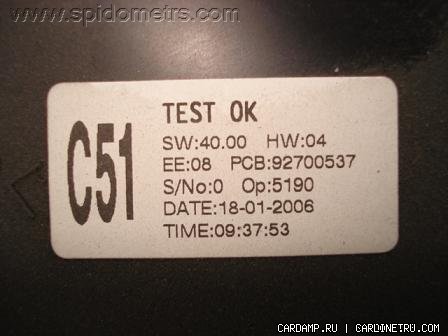 www.spidometrs.com
C51
TEST OK
SW:40.00 HW:04
EE:08 PCB:92700537
S/No:0 Op:5190
DATE:18-01-2006
TIME:09:37:53
CARDAMP.RU | CARDINETRU.COM